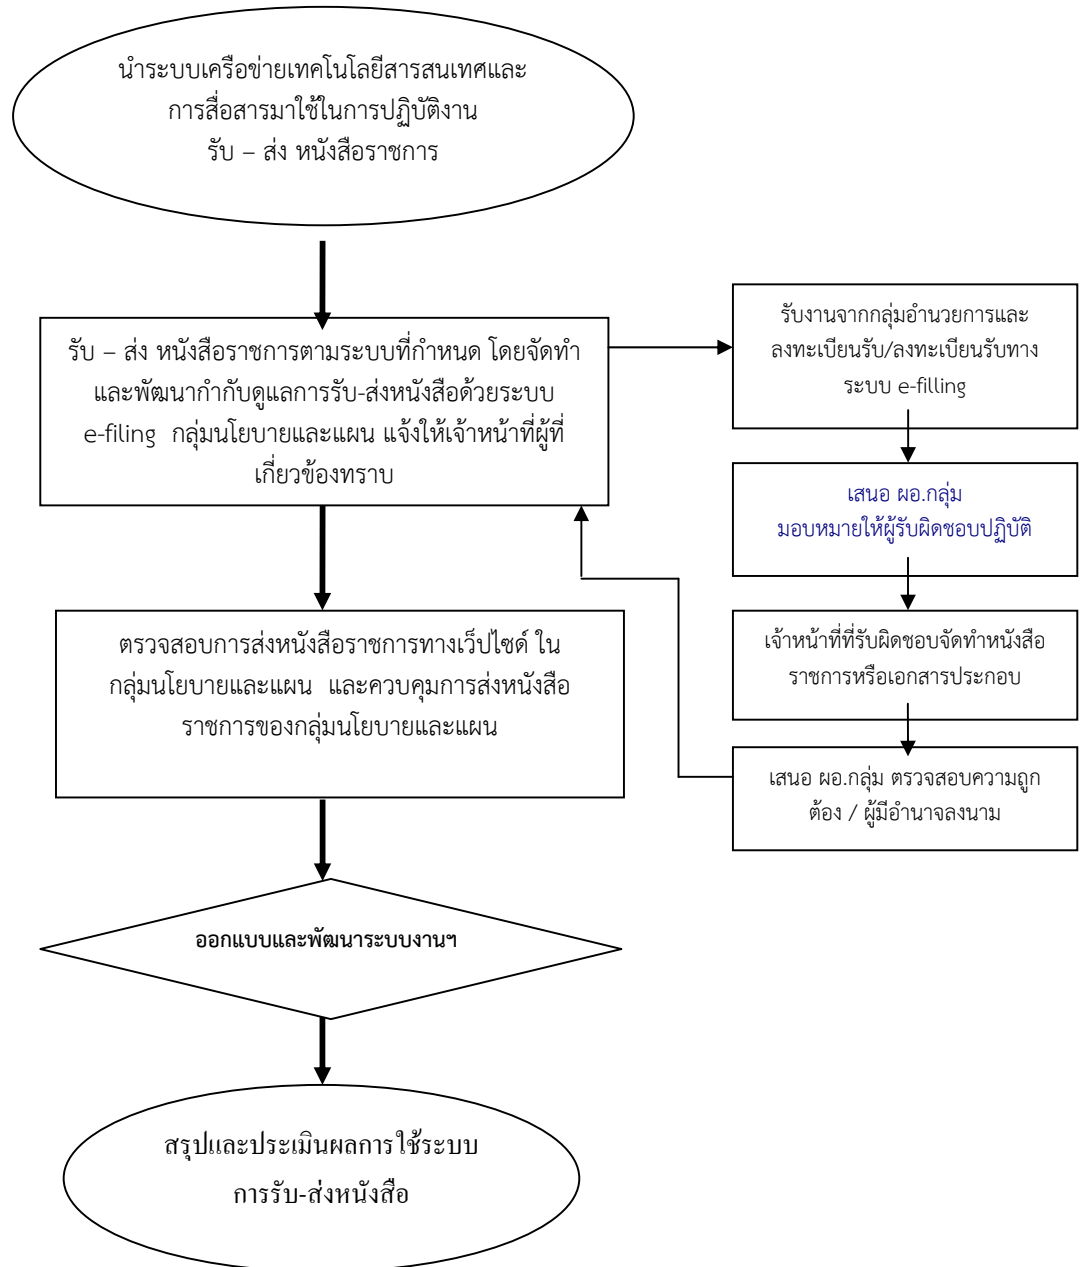 นำระบบเครือข่ายเทคโนโลยีสารสนเทศและ
การสื่อสารมาใช้ในการปฏิบัติงาน
รับ – ส่ง หนังสือราชการ
รับ – ส่ง หนังสือราชการตามระบบที่กำหนด โดยจัดทำ
และพัฒนากำกับดูแลการรับ-ส่งหนังสือด้วยระบบ
e-filing กลุ่มนโยบายและแผน แจ้งให้เจ้าหน้าที่ผู้ที่
เกี่ยวข้องทราบ
รับงานจากกลุ่มอำนวยการและ
ลงทะเบียนรับ/ลงทะเบียนรับทาง
ระบบ e-filling
เสนอ ผอ.กลุ่ม
มอบหมายให้ผู้รับผิดชอบปฏิบัติ
เจ้าหน้าที่ที่รับผิดชอบจัดทำหนังสือ
ราชการหรือเอกสารประกอบ
เสนอ ผอ.กลุ่ม ตรวจสอบความถูก
ต้อง / ผู้มีอำนาจลงนาม
ตรวจสอบการส่งหนังสือราชการทางเว็ปไซด์ ใน
กลุ่มนโยบายและแผน และควบคุมการส่งหนังสือ
ราชการของกลุ่มนโยบายและแผน
ออกแบบและพัฒนาระบบงานฯ
สรุปและประเมินผลการใช้ระบบ
การรับ-ส่งหนังสือ